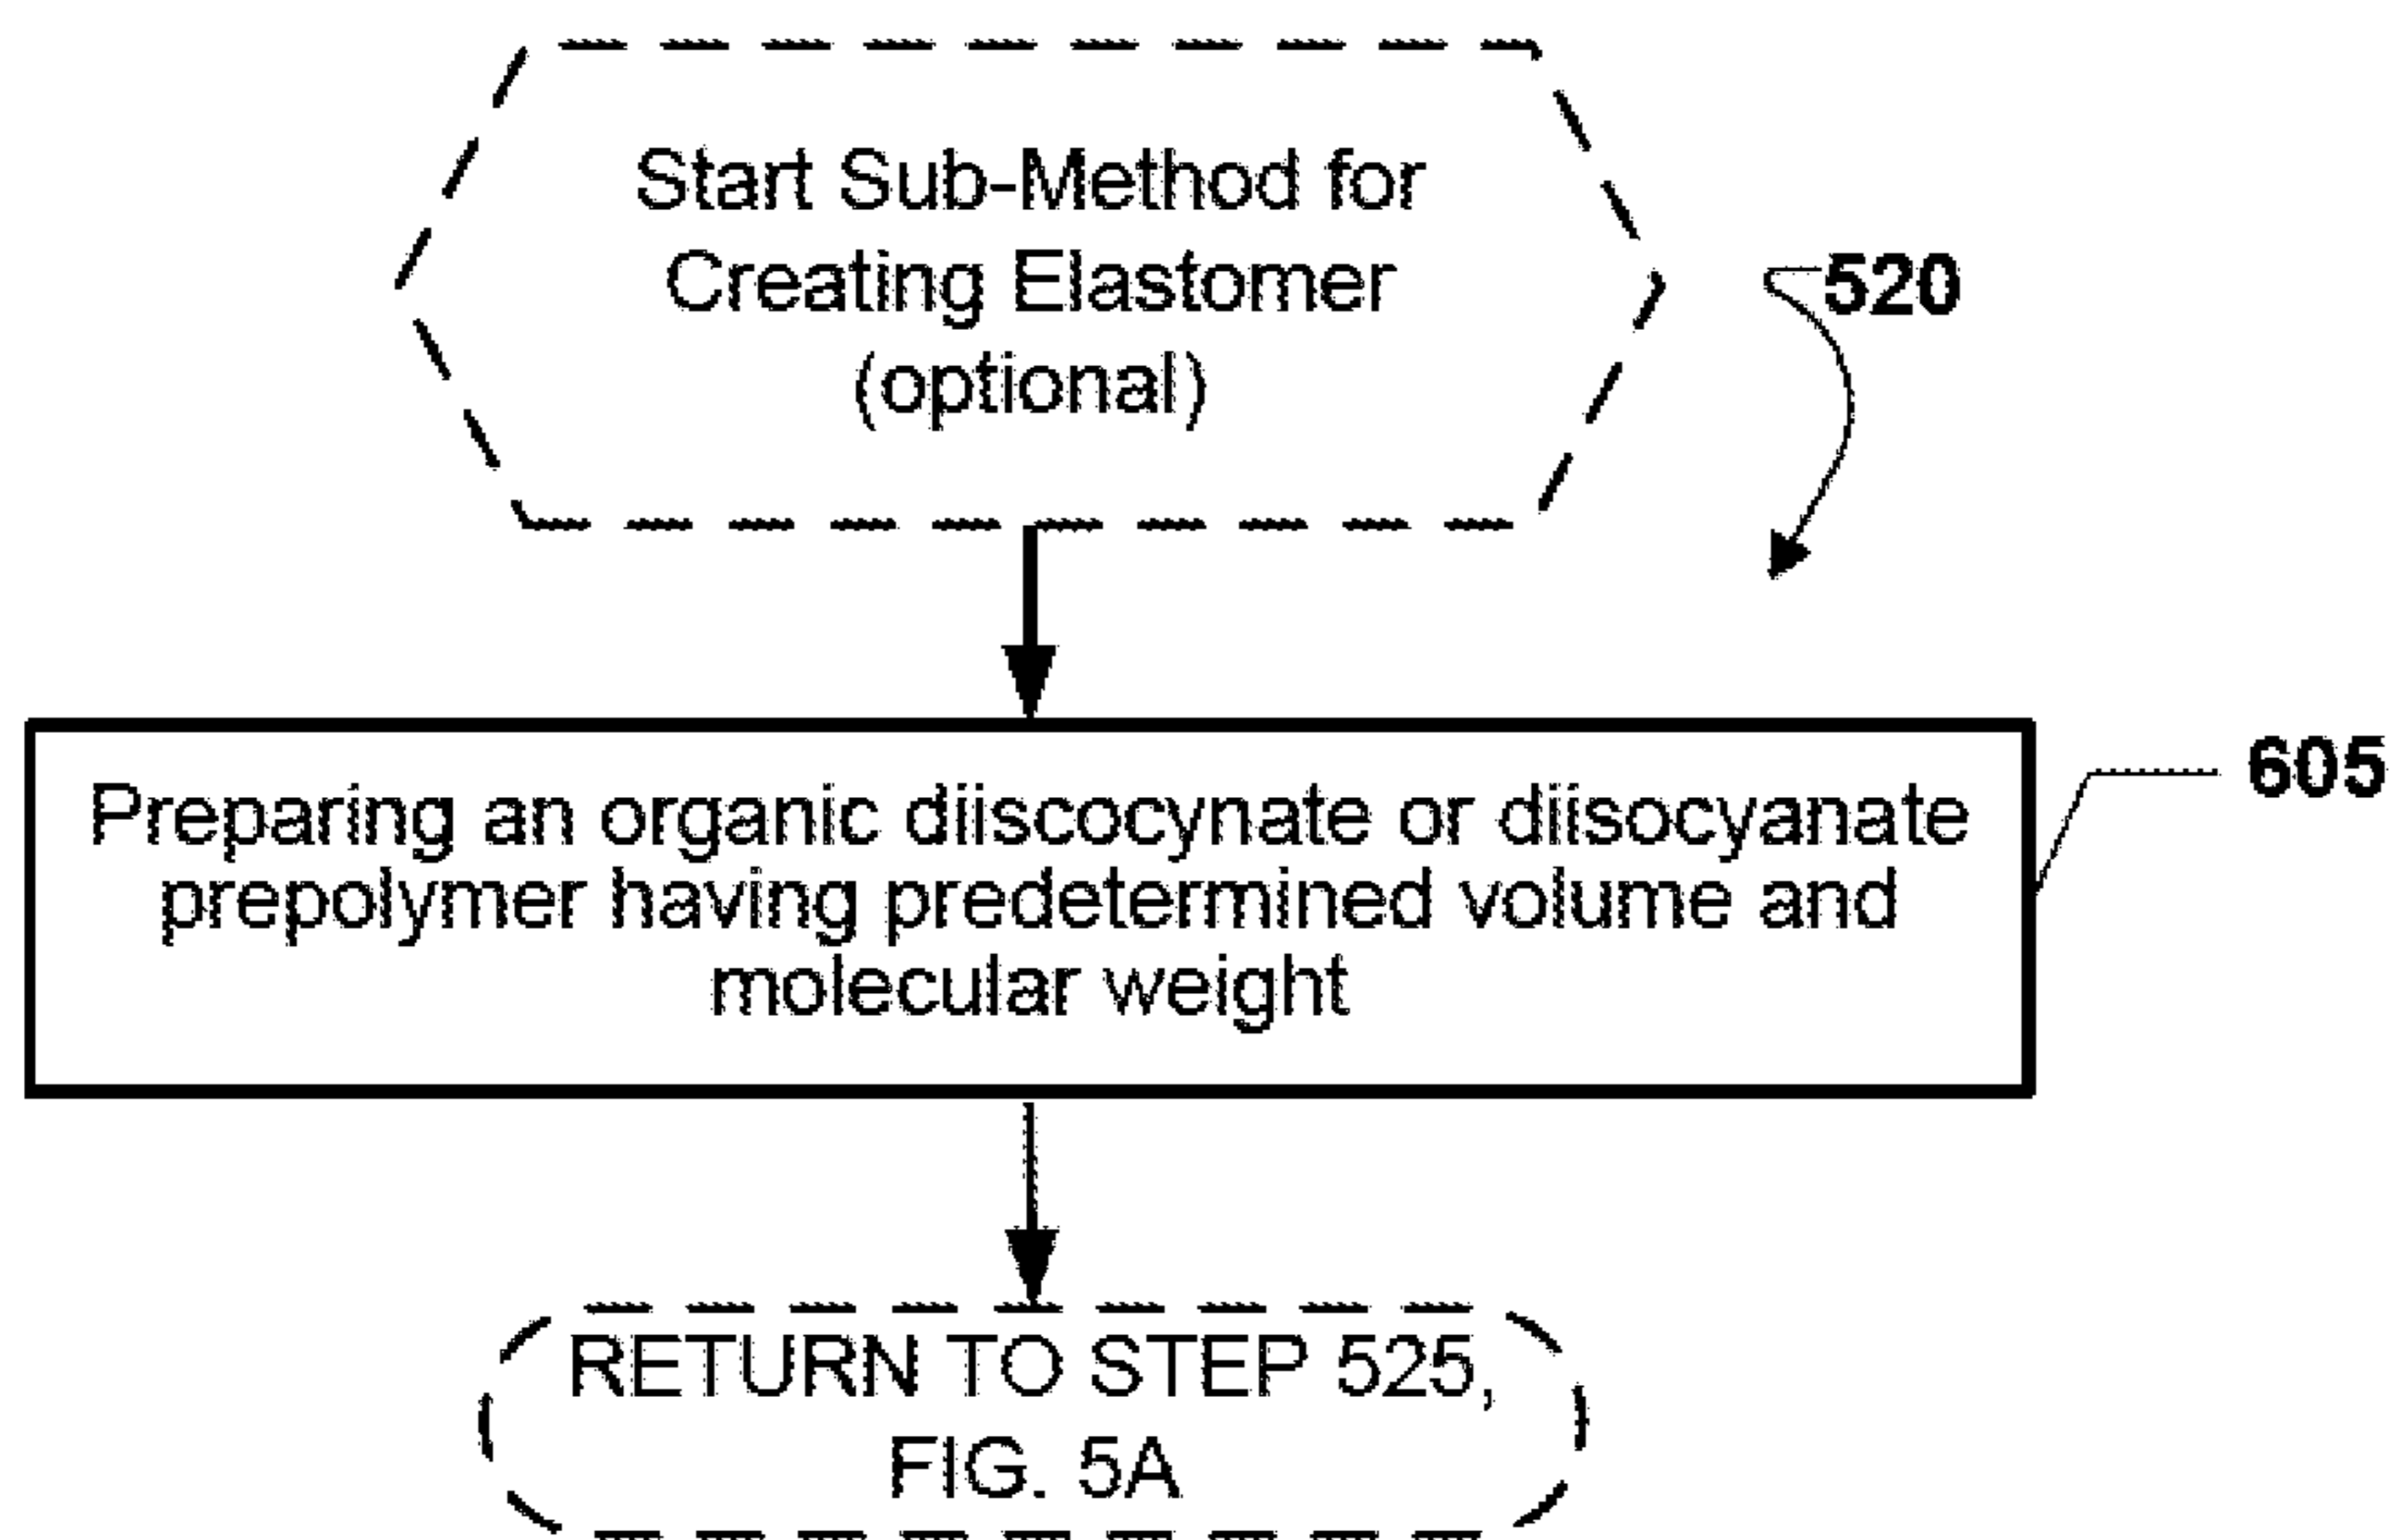 Start Sub-Method for
Creating Elastomer
(optional)
520
605
Preparing an organic diiscocynate or diisocyanate
prepolymer having predetermined volume and
molecular weight
RETURN TO STEP 525,
FIG. 5A